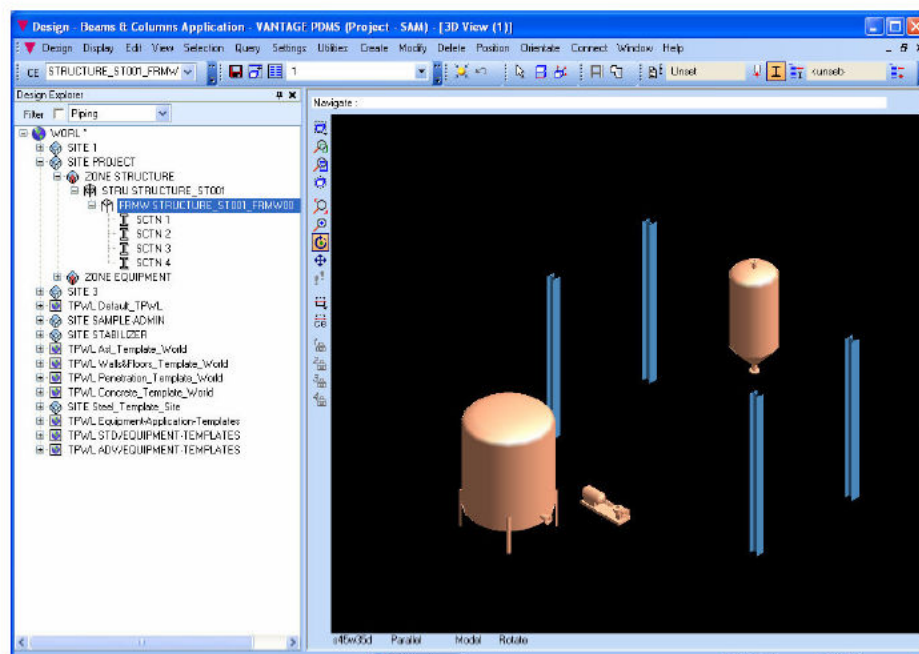 Design - Beams & Columns Application - VANTAGE PDMS (Project - SAM) - [3D View (1)]
Design Display Edit View Selection Query Settings Utilities Create Modify Delete Position Orientate Connect Window Help
CE STRUCTURE_ST001_FRMW 1 Unset <unset>
Design Explorer
Navigate :
Filter Piping
WORL *
SITE 1
SITE PROJECT
ZONE STRUCTURE
STRU STRUCTURE_ST001
FRMW STRUCTURE_ST001_FRMW00
SCTN 1
SCTN 2
SCTN 3
SCTN 4
ZONE EQUIPMENT
SITE 3
TPWL Default_TPWL
SITE SAMPLE-ADMIN
SITE STABILIZER
TPWL Asl_Template_World
TPWL Walls&Floors_Template_World
TPWL Penetration_Template_World
TPWL Concrete_Template_World
SITE Steel_Template_Site
TPWL Equipment-Application-Templates
TPWL STD/EQUIPMENT-TEMPLATES
TPWL ADV/EQUIPMENT-TEMPLATES
CE
s45w35d Parallel Model Rotate